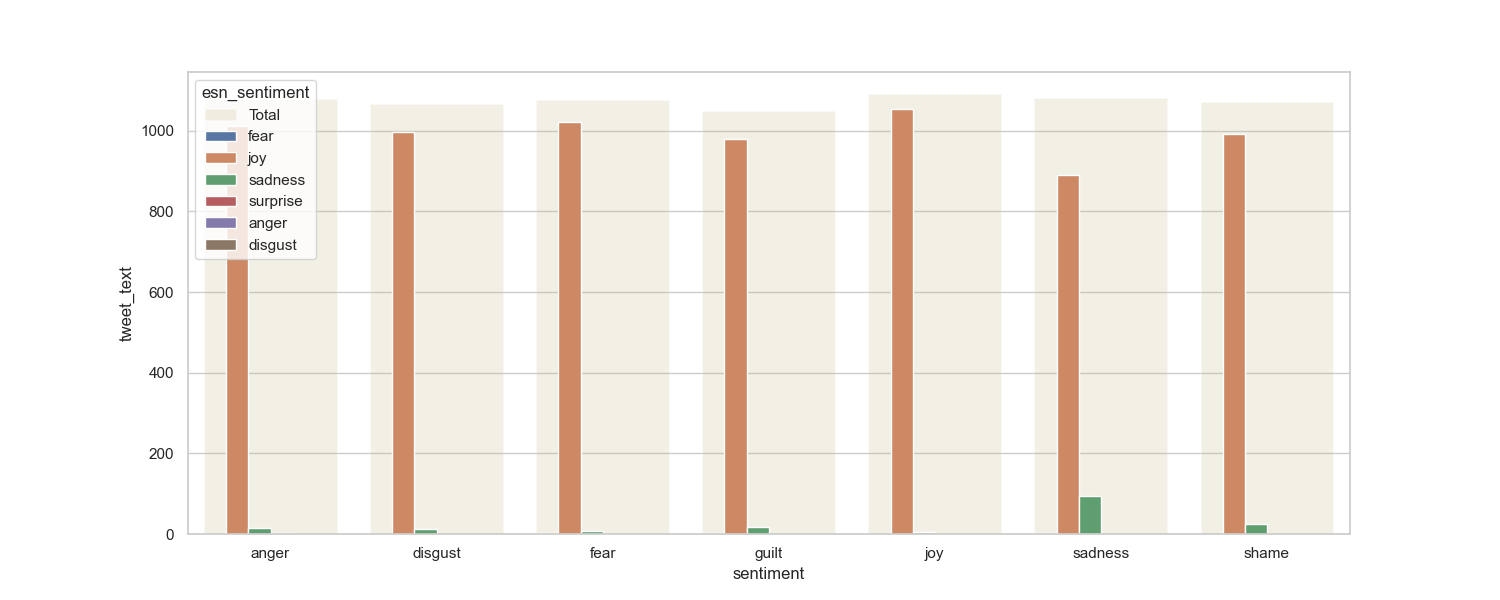 esn_sentiment
Total
fear
joy
sadness
surprise
anger
disgust
1000
800
600
400
200
0
tweet_text
anger disgust fear guilt joy sadness shame
sentiment